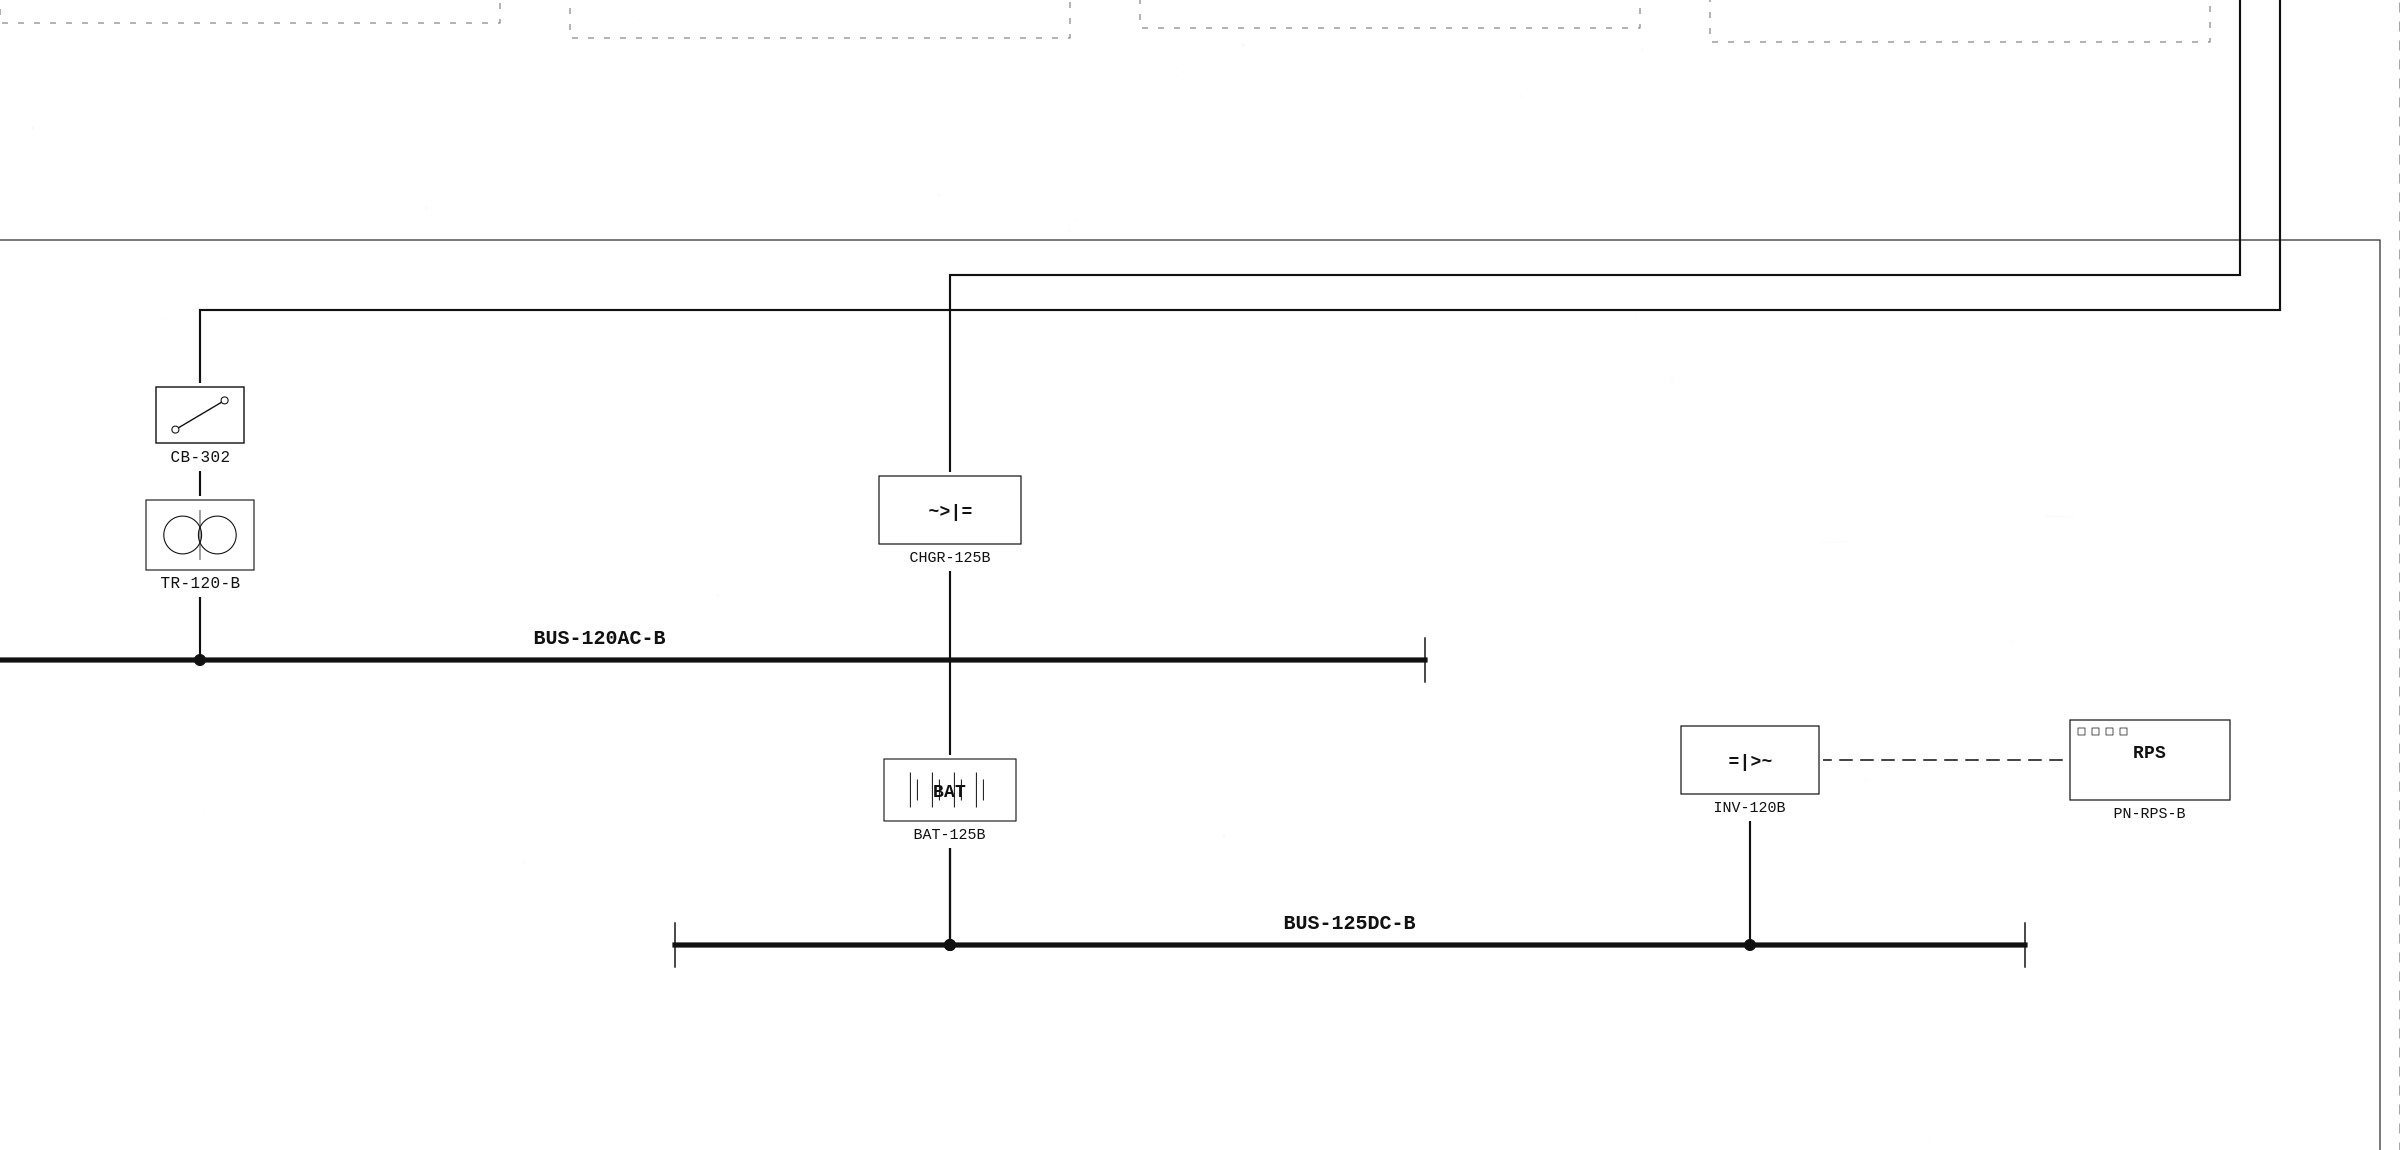 CB-302
~>|=
CHGR-125B
TR-120-B
BUS-120AC-B
RPS
=|>~
BAT
INV-120B
PN-RPS-B
BAT-125B
BUS-125DC-B